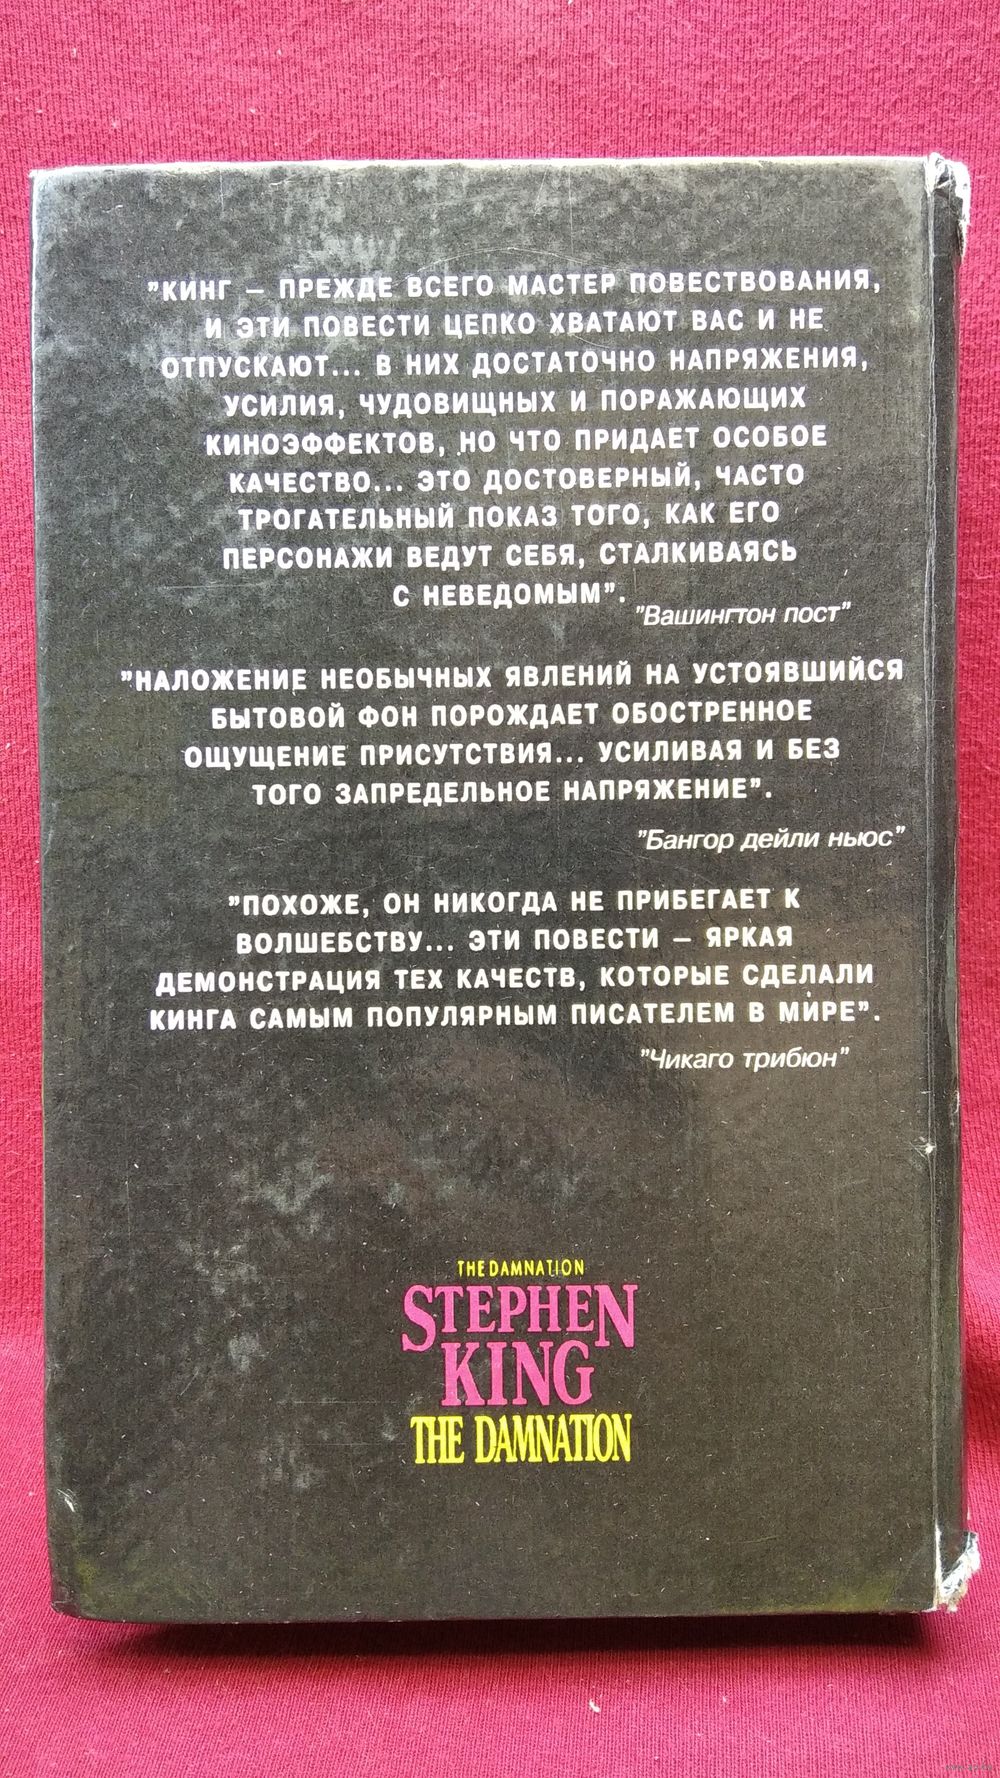 "КИНГ – ПРЕЖДЕ ВСЕГО МАСТЕР ПОВЕСТВОВАНИЯ,
И ЭТИ ПОВЕСТИ ЦЕПКО ХВАТАЮТ ВАС И НЕ
ОТПУСКАЮТ... В НИХ ДОСТАТОЧНО НАПРЯЖЕНИЯ,
УСИЛИЯ, ЧУДОВИЩНЫХ И ПОРАЖАЮЩИХ
КИНОЭФФЕКТОВ, НО ЧТО ПРИДАЕТ ОСОБОЕ
КАЧЕСТВО... ЭТО ДОСТОВЕРНЫЙ, ЧАСТО
ТРОГАТЕЛЬНЫЙ ПОКАЗ ТОГО, КАК ЕГО
ПЕРСОНАЖИ ВЕДУТ СЕБЯ, СТАЛКИВАЯСЬ
С НЕВЕДОМЫМ".
"Вашингтон пост"
"НАЛОЖЕНИЕ НЕОБЫЧНЫХ ЯВЛЕНИЙ НА УСТОЯВШИЙСЯ
БЫТОВОЙ ФОН ПОРОЖДАЕТ ОБОСТРЕННОЕ
ОЩУЩЕНИЕ ПРИСУТСТВИЯ... УСИЛИВАЯ И БЕЗ
ТОГО ЗАПРЕДЕЛЬНОЕ НАПРЯЖЕНИЕ".
"Бангор дейли ньюс"
"ПОХОЖЕ, ОН НИКОГДА НЕ ПРИБЕГАЕТ К
ВОЛШЕБСТВУ... ЭТИ ПОВЕСТИ – ЯРКАЯ
ДЕМОНСТРАЦИЯ ТЕХ КАЧЕСТВ, КОТОРЫЕ СДЕЛАЛИ
КИНГА САМЫМ ПОПУЛЯРНЫМ ПИСАТЕЛЕМ В МИРЕ".
"Чикаго трибюн"
THE DAMNATION
STEPHEN
KING
THE DAMNATION